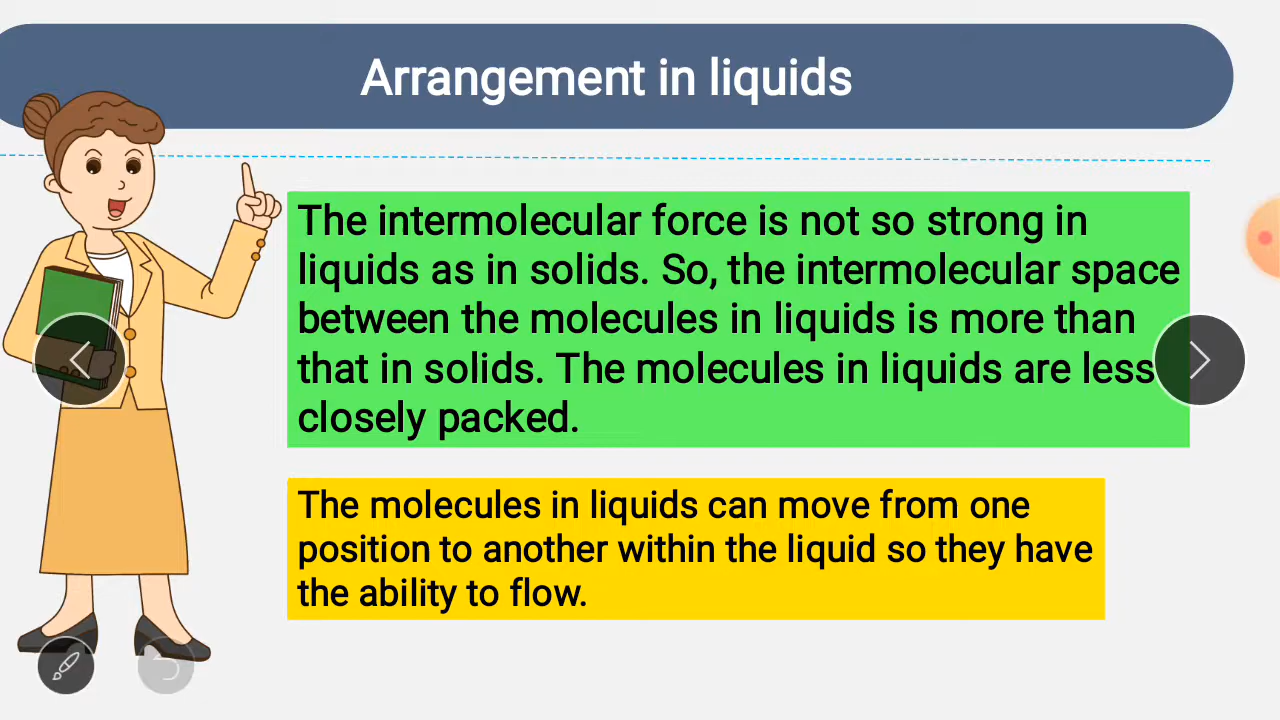 Arrangement in liquids
The intermolecular force is not so strong in
liquids as in solids. So, the intermolecular space
between the molecules in liquids is more than
that in solids. The molecules in liquids are less
closely packed.
The molecules in liquids can move from one
position to another within the liquid so they have
the ability to flow.